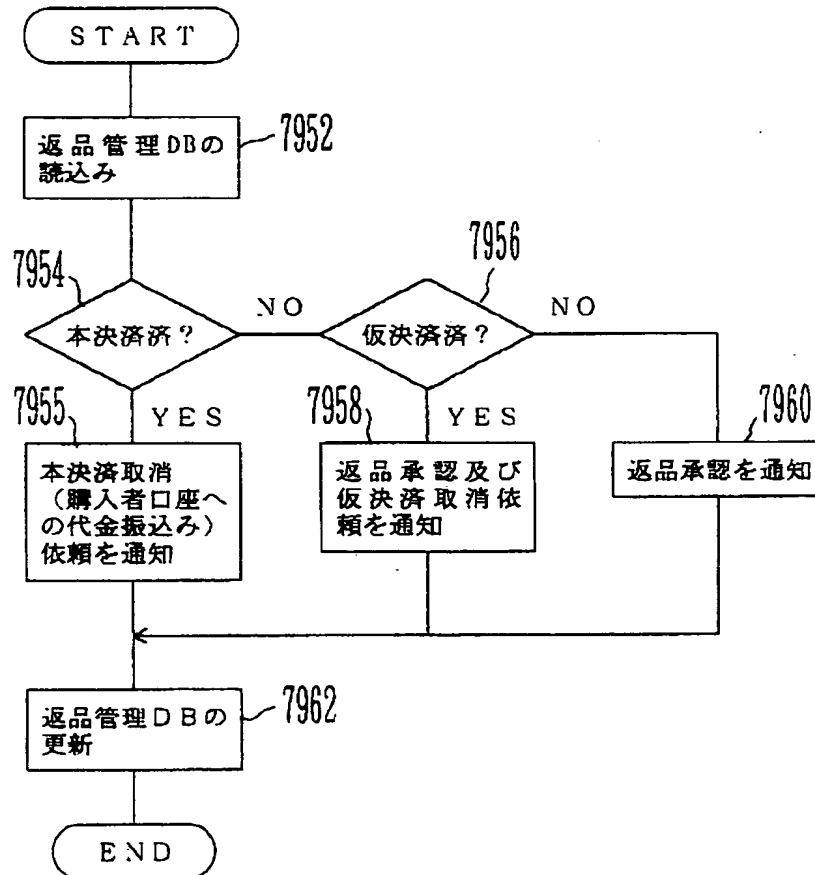 START
返品管理DBの
読込み
7952
7954
本決済済?
NO
7956
仮決済済?
NO
7955
YES
本決済取消
(購入者口座へ
の代金振込み)
依頼を通知
7958
YES
返品承認及び
仮決済取消依
頼を通知
7960
返品承認を通知
返品管理DBの
更新
7962
END